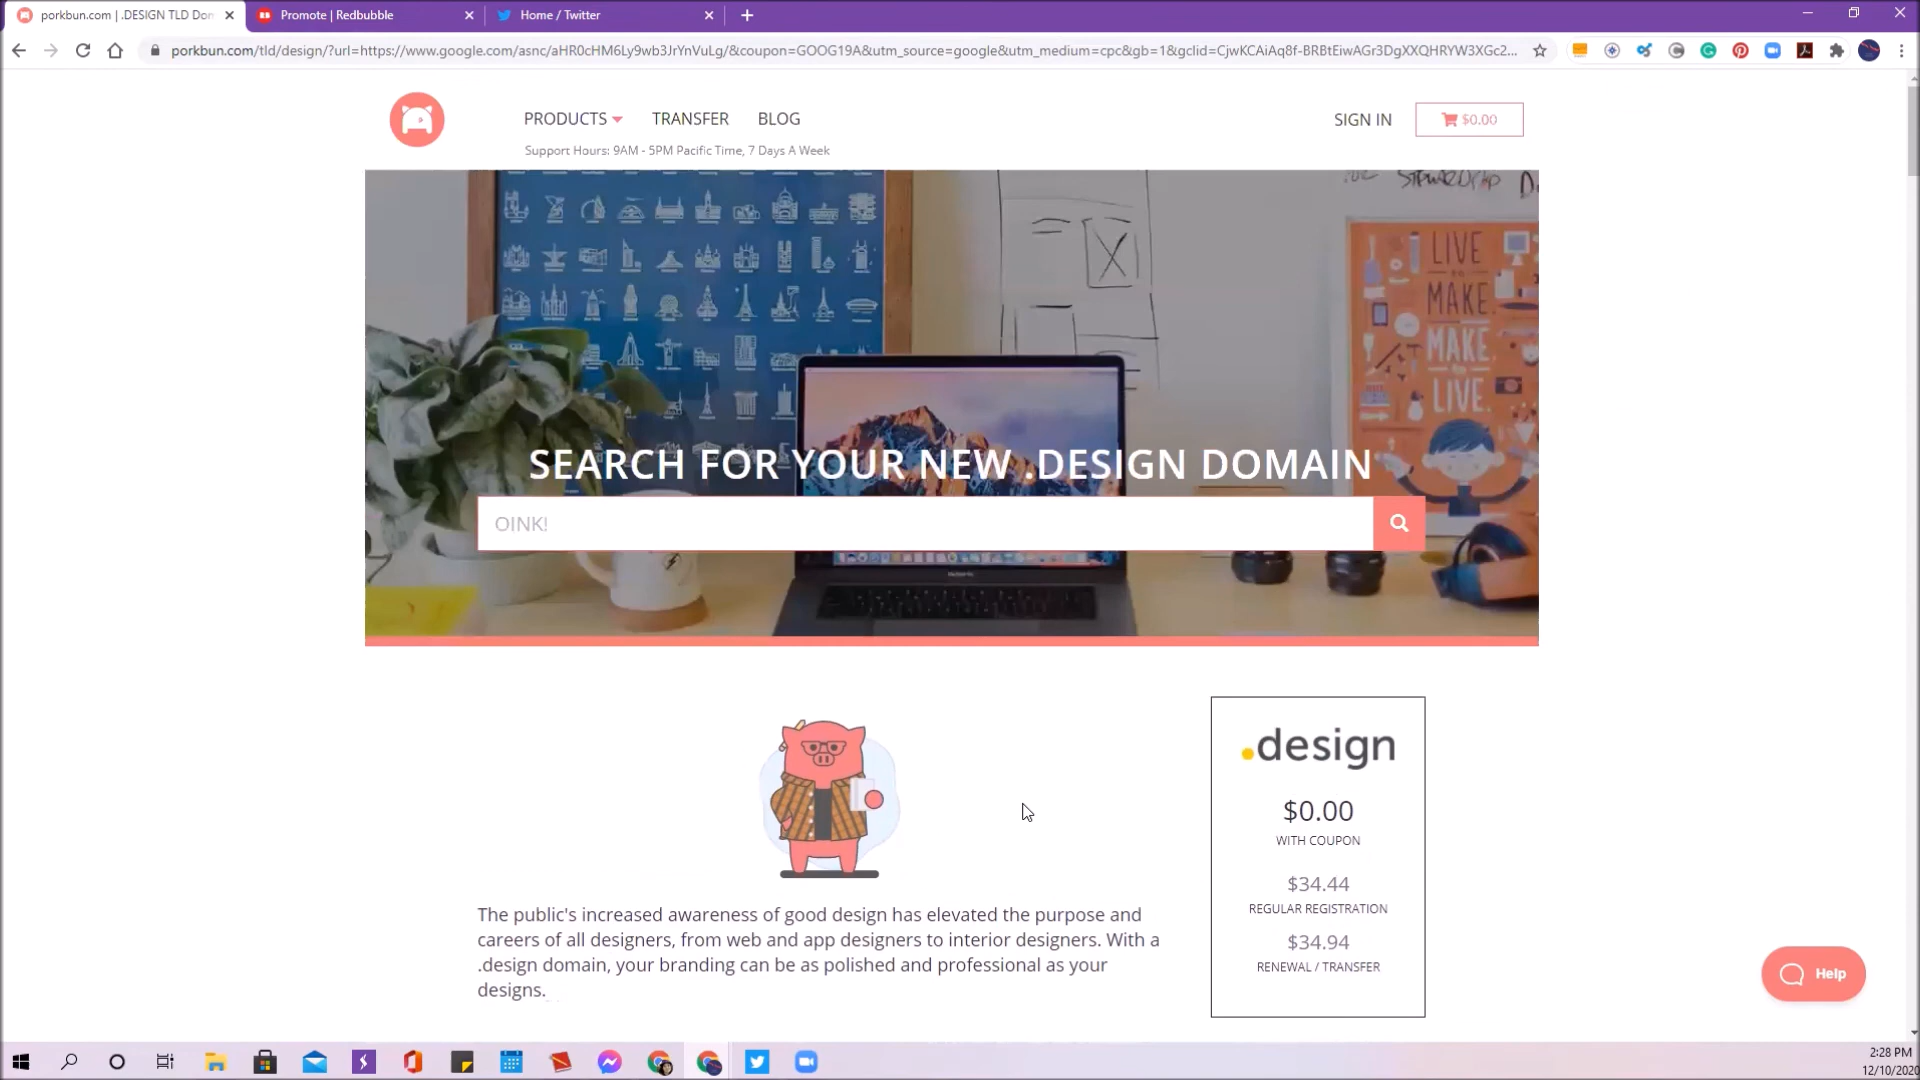 porkbun.com | .DESIGN TLD Dom
Promote | Redbubble
Home / Twitter
porkbun.com/tld/design/?url=https://www.google.com/asnc/aHR0cHM6Ly9wb3JrYnVuLg/&coupon=GOOG19A&utm_source=google&utm_medium=cpc&gb=1&gclid=CjwKCAiAq8f-BRBtEiwAGr3DgXXQHRYW3XGc2...
PRODUCTS
TRANSFER
BLOG
SIGN IN
$0.00
Support Hours: 9AM - 5PM Pacific Time, 7 Days A Week
LIVE
MAKE.
MAKE
LIVE.
SEARCH FOR YOUR NEW .DESIGN DOMAIN
OINK!
.design
$0.00
WITH COUPON
$34.44
REGULAR REGISTRATION
$34.94
RENEWAL / TRANSFER
The public's increased awareness of good design has elevated the purpose and
careers of all designers, from web and app designers to interior designers. With a
.design domain, your branding can be as polished and professional as your
designs.
Help
2:28 PM
12/10/2020